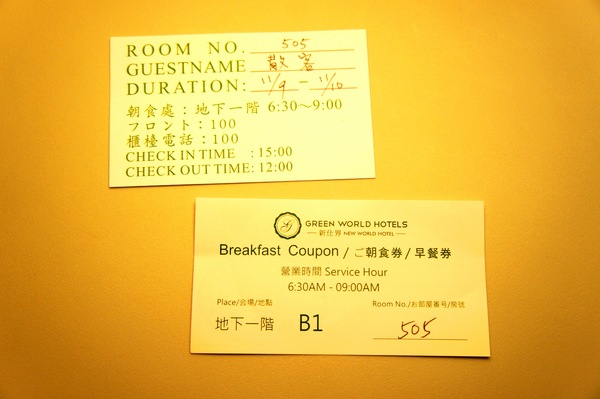 ROOM NO. 505
GUESTNAME 散客
DURATION: 11/9 - 11/10
朝食處：地下一階 6:30～9:00
フロント：100
櫃檯電話：100
CHECK IN TIME : 15:00
CHECK OUT TIME: 12:00
GREEN WORLD HOTELS
新仕界 NEW WORLD HOTEL
Breakfast Coupon / ご朝食券 / 早餐券
營業時間 Service Hour
6:30AM - 09:00AM
Place/会場/地點 Room No./お部屋番号/房號
地下一階 B1 505